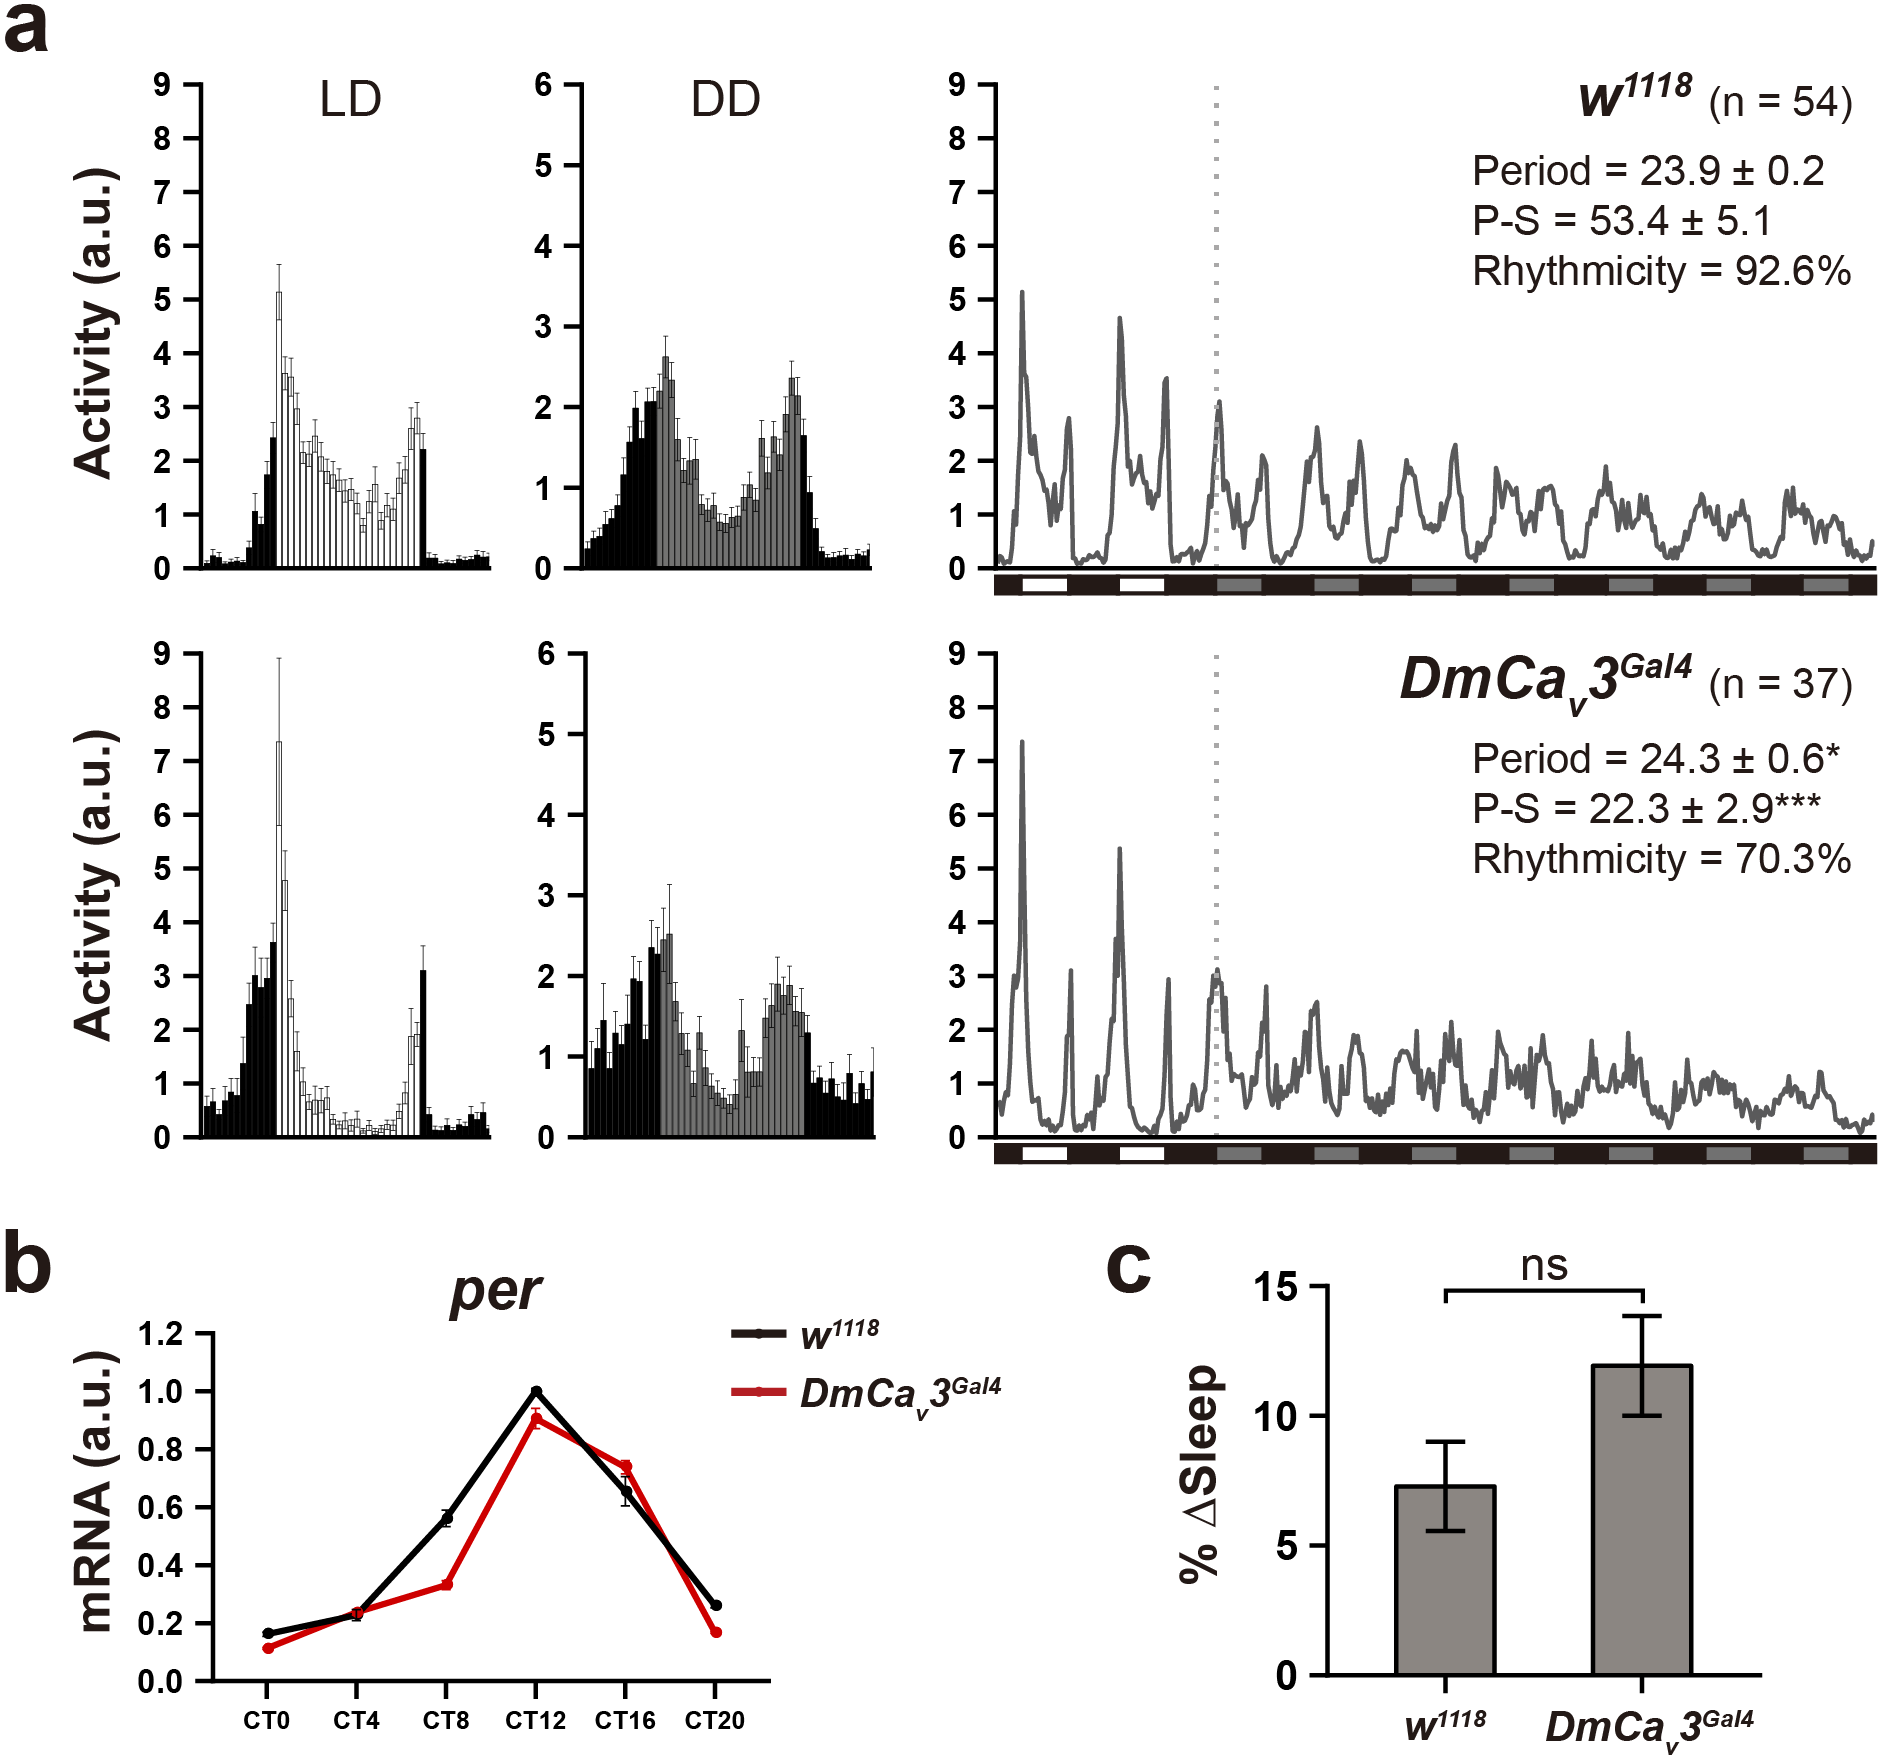 a
LD
DD
w1118 (n = 54)
Period = 23.9 ± 0.2
P-S = 53.4 ± 5.1
Rhythmicity = 92.6%
Activity (a.u.)
9
8
7
6
5
4
3
2
1
0
6
5
4
3
2
1
0
9
8
7
6
5
4
3
2
1
0
DmCav3Gal4 (n = 37)
Period = 24.3 ± 0.6*
P-S = 22.3 ± 2.9***
Rhythmicity = 70.3%
Activity (a.u.)
9
8
7
6
5
4
3
2
1
0
6
5
4
3
2
1
0
9
8
7
6
5
4
3
2
1
0
b
per
w1118
DmCav3Gal4
mRNA (a.u.)
1.2
1.0
0.8
0.6
0.4
0.2
0.0
CT0 CT4 CT8 CT12 CT16 CT20
c
ns
% ΔSleep
15
10
5
0
w1118 DmCav3Gal4